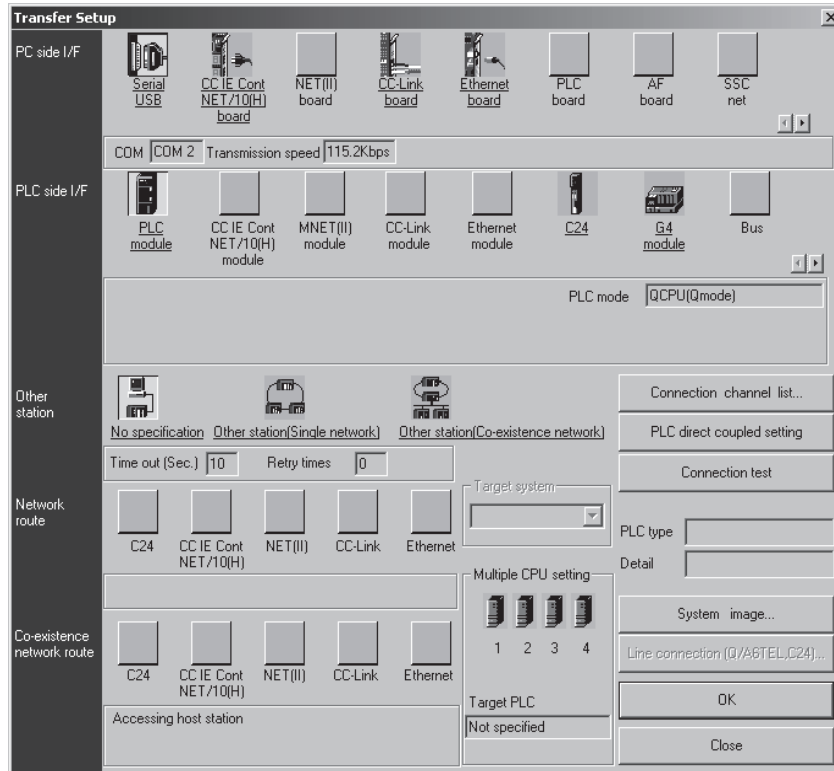 Transfer Setup
PC side I/F
Serial
USB
CC IE Cont
NET/10(H)
board
NET(II)
board
CC-Link
board
Ethernet
board
PLC
board
AF
board
SSC
net
COM COM 2 Transmission speed 115.2Kbps
PLC side I/F
PLC
module
CC IE Cont
NET/10(H)
module
MNET(II)
module
CC-Link
module
Ethernet
module
C24
G4
module
Bus
PLC mode QCPU(Qmode)
Other
station
No specification
Other station(Single network)
Other station(Co-existence network)
Time out (Sec.) 10 Retry times 0
Connection channel list...
PLC direct coupled setting
Connection test
Network
route
C24
CC IE Cont
NET/10(H)
NET(II)
CC-Link
Ethernet
Target system
PLC type
Detail
Multiple CPU setting
1 2 3 4
Target PLC
Not specified
System image...
Line connection (Q/A6TEL,C24)...
OK
Close
Co-existence
network route
C24
CC IE Cont
NET/10(H)
NET(II)
CC-Link
Ethernet
Accessing host station